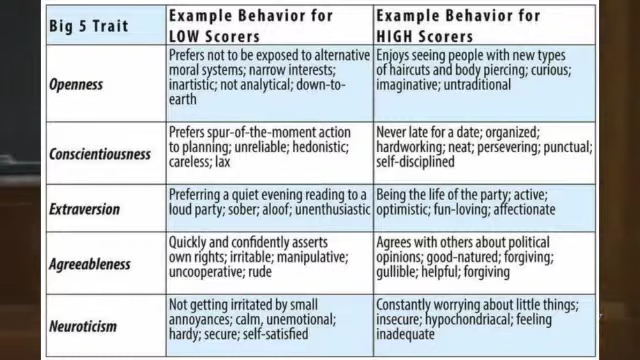 Big 5 Trait
Example Behavior for
LOW Scorers
Example Behavior for
HIGH Scorers
Openness
Prefers not to be exposed to alternative
moral systems; narrow interests;
inartistic; not analytical; down-to-
earth
Enjoys seeing people with new types
of haircuts and body piercing; curious;
imaginative; untraditional
Conscientiousness
Prefers spur-of-the-moment action
to planning; unreliable; hedonistic;
careless; lax
Never late for a date; organized;
hardworking; neat; persevering; punctual;
self-disciplined
Extraversion
Preferring a quiet evening reading to a
loud party; sober; aloof; unenthusiastic
Being the life of the party; active;
optimistic; fun-loving; affectionate
Agreeableness
Quickly and confidently asserts
own rights; irritable; manipulative;
uncooperative; rude
Agrees with others about political
opinions; good-natured; forgiving;
gullible; helpful; forgiving
Neuroticism
Not getting irritated by small
annoyances; calm, unemotional;
hardy; secure; self-satisfied
Constantly worrying about little things;
insecure; hypochondriacal; feeling
inadequate